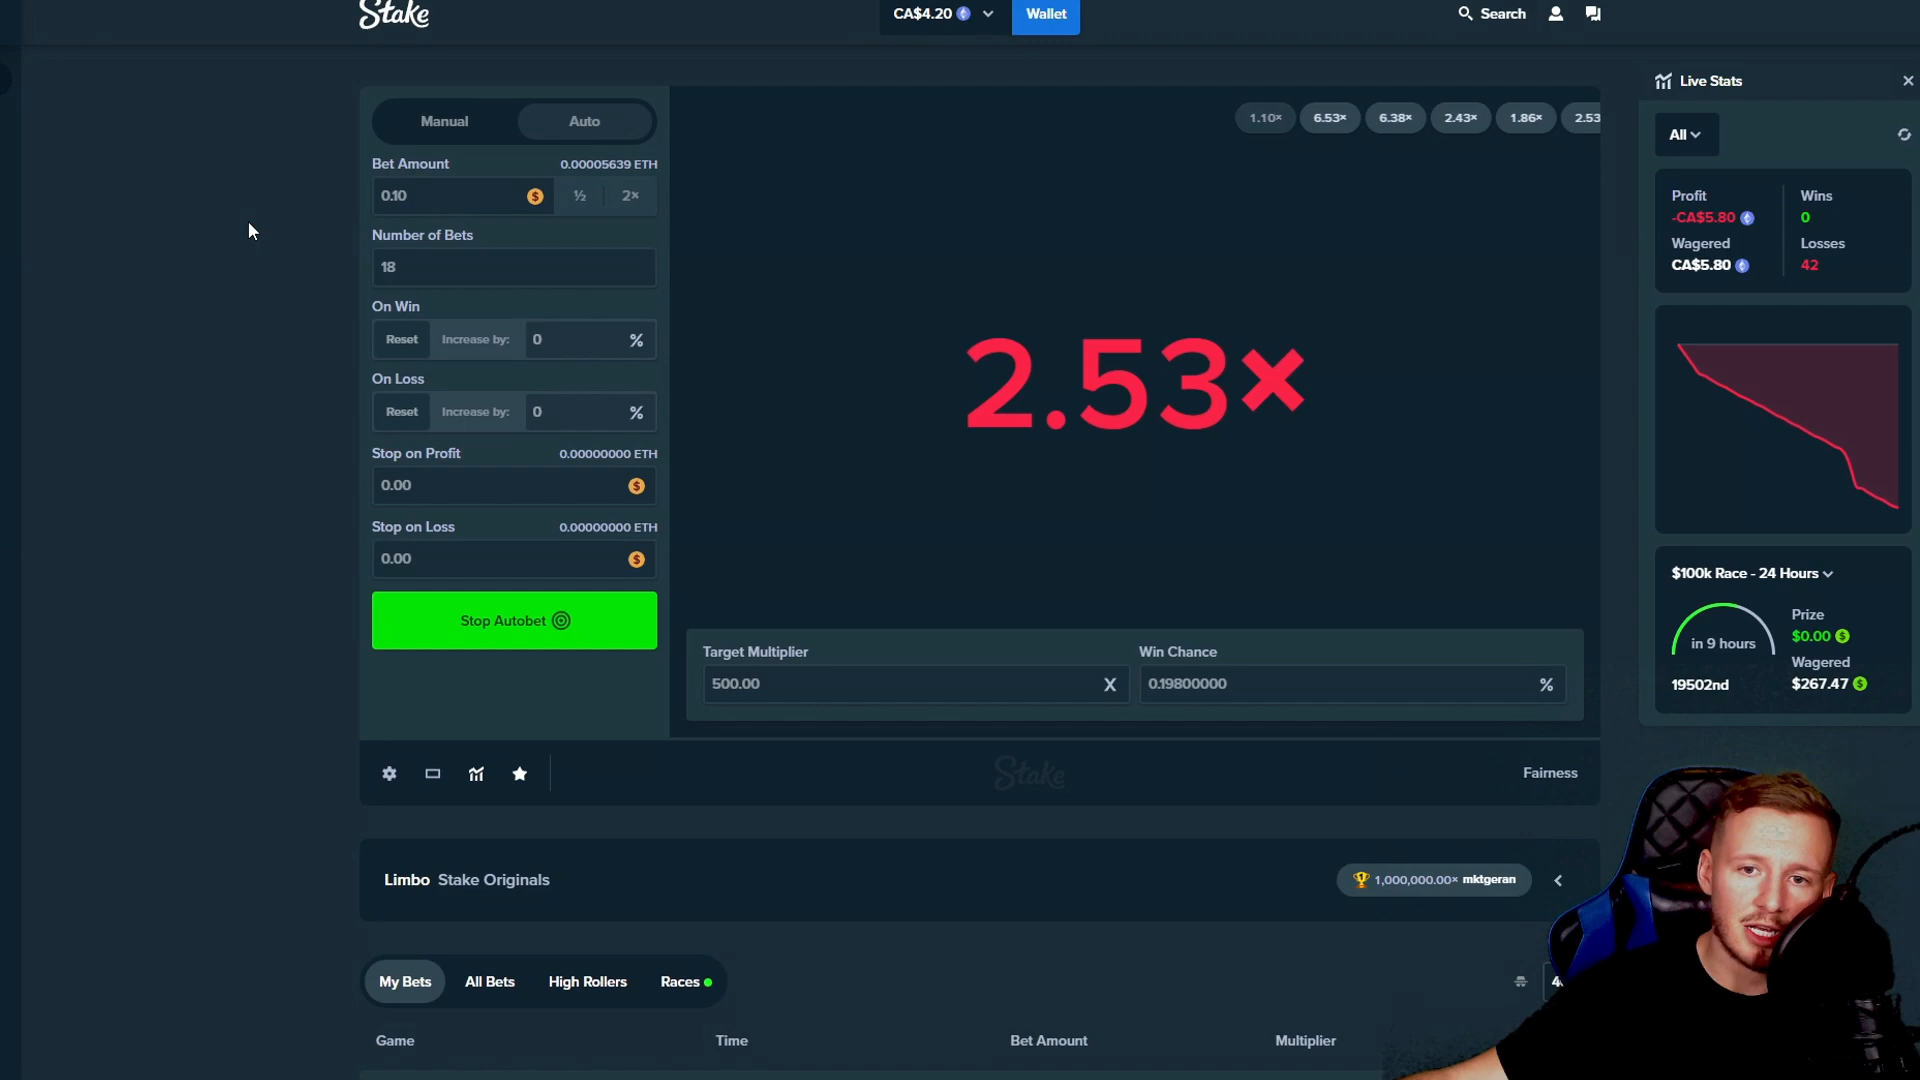 Stake
CA$4.20
Wallet
Search
Live Stats
Manual
Auto
1.10×
6.53×
6.38×
2.43×
1.86×
2.53
All
Bet Amount
0.00005639 ETH
0.10
½
2×
Profit
Wins
-CA$5.80
0
Wagered
Losses
CA$5.80
42
Number of Bets
18
On Win
Reset
Increase by:
0
%
On Loss
Reset
Increase by:
0
%
2.53×
Stop on Profit
0.00000000 ETH
0.00
Stop on Loss
0.00000000 ETH
0.00
Stop Autobet
Target Multiplier
500.00
X
Win Chance
0.19800000
%
$100k Race - 24 Hours
in 9 hours
19502nd
Prize
$0.00
Wagered
$267.47
Stake
Fairness
Limbo Stake Originals
1,000,000.00× mktgeran
My Bets
All Bets
High Rollers
Races
Game
Time
Bet Amount
Multiplier